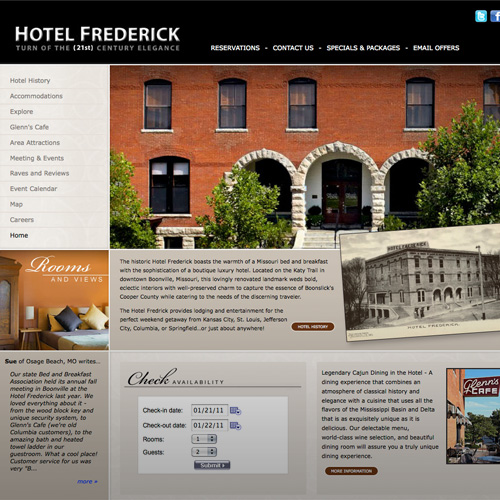 HOTEL FREDERICK
TURN OF THE (21st) CENTURY ELEGANCE
RESERVATIONS - CONTACT US - SPECIALS & PACKAGES - EMAIL OFFERS
Hotel History
Accommodations
Explore
Glenn's Cafe
Area Attractions
Meeting & Events
Raves and Reviews
Event Calendar
Map
Careers
Home
Rooms
AND VIEWS
The historic Hotel Frederick boasts the warmth of a Missouri bed and breakfast
with the sophistication of a boutique luxury hotel. Located on the Katy Trail in
downtown Boonville, Missouri, this lovingly renovated landmark weds bold,
eclectic interiors with well-preserved charm to capture the essence of Boonslick's
Cooper County while catering to the needs of the discerning traveler.
The Hotel Fredrick provides lodging and entertainment for the
perfect weekend getaway from Kansas City, St. Louis, Jefferson
City, Columbia, or Springfield...or just about anywhere!
HOTEL HISTORY
HOTEL FREDERICK
HOTEL FREDERICK,
Sue of Osage Beach, MO writes...
Our state Bed and Breakfast
Association held its annual fall
meeting in Boonville at the
Hotel Frederick last year. We
loved everything about it -
from the wood block key and
unique security system, to
Glenn's Cafe (we're old
Columbia customers), to the
amazing bath and heated
towel ladder in our
guestroom. What a cool place!
Customer service for us was
very "B...
more »
Check AVAILABILITY
Check-in date: 01/21/11
Check-out date: 01/22/11
Rooms: 1
Guests: 2
Submit
Legendary Cajun Dining in the Hotel - A
dining experience that combines an
atmosphere of classical history and
elegance with a cuisine that uses all the
flavors of the Mississippi Basin and Delta
that is as exquisitely unique as it is
delicious. Our delectable menu,
world-class wine selection, and beautiful
dining room will assure you a truly unique
dining experience.
MORE INFORMATION
Glenn's
CAFE